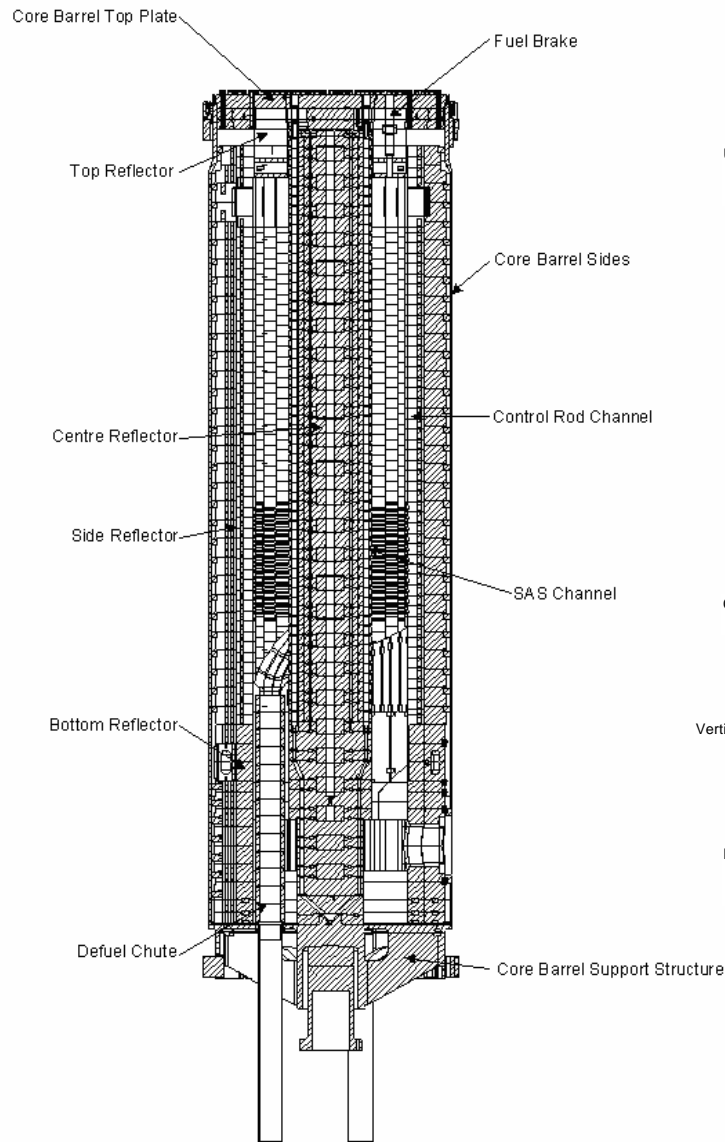 Core Barrel Top Plate
Fuel Brake
Top Reflector
Core Barrel Sides
Control Rod Channel
Centre Reflector
Side Reflector
SAS Channel
Bottom Reflector
Verti
Defuel Chute
Core Barrel Support Structure